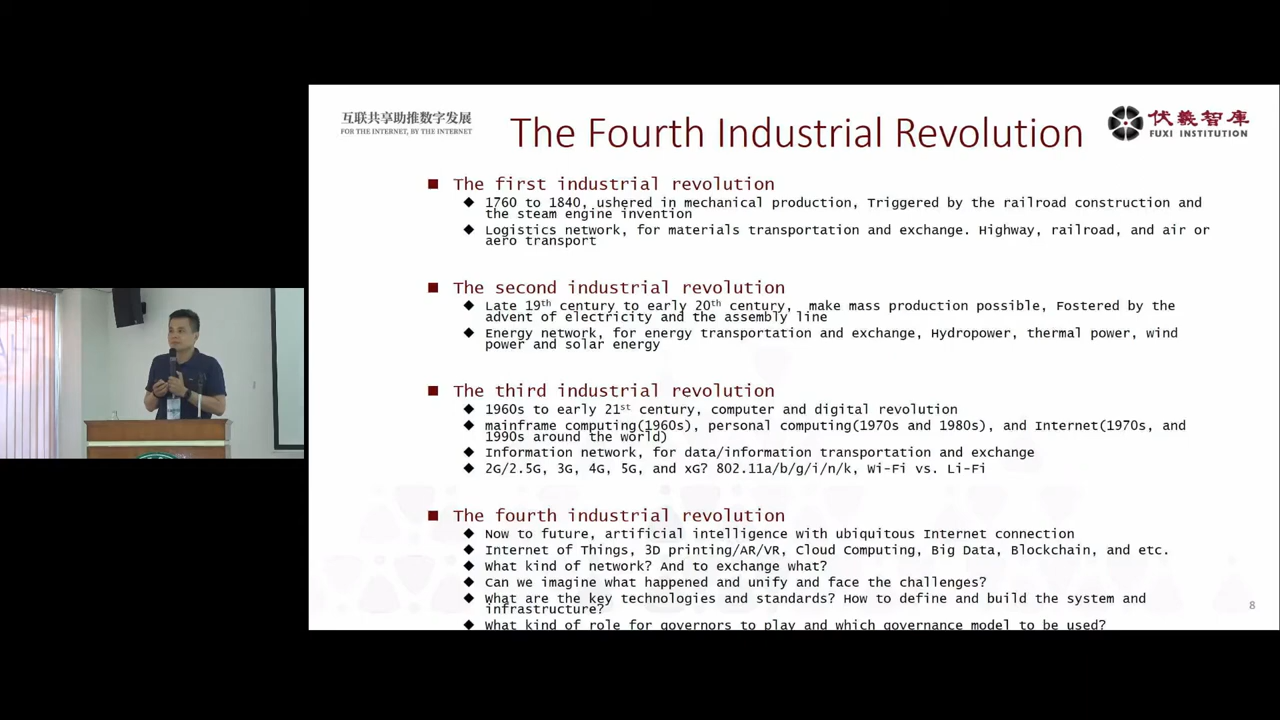 互联共享助推数字发展
FOR THE INTERNET, BY THE INTERNET
The Fourth Industrial Revolution
伏羲智库
FUXI INSTITUTION
The first industrial revolution
1760 to 1840, ushered in mechanical production, Triggered by the railroad construction and
the steam engine invention
Logistics network, for materials transportation and exchange. Highway, railroad, and air or
aero transport
The second industrial revolution
Late 19th century to early 20th century, make mass production possible, Fostered by the
advent of electricity and the assembly line
Energy network, for energy transportation and exchange, Hydropower, thermal power, wind
power and solar energy
The third industrial revolution
1960s to early 21st century, computer and digital revolution
mainframe computing(1960s), personal computing(1970s and 1980s), and Internet(1970s, and
1990s around the world)
Information network, for data/information transportation and exchange
2G/2.5G, 3G, 4G, 5G, and xG? 802.11a/b/g/i/n/k, Wi-Fi vs. Li-Fi
The fourth industrial revolution
Now to future, artificial intelligence with ubiquitous Internet connection
Internet of Things, 3D printing/AR/VR, Cloud Computing, Big Data, Blockchain, and etc.
What kind of network? And to exchange what?
Can we imagine what happened and unify and face the challenges?
What are the key technologies and standards? How to define and build the system and
infrastructure?
What kind of role for governors to play and which governance model to be used?
8